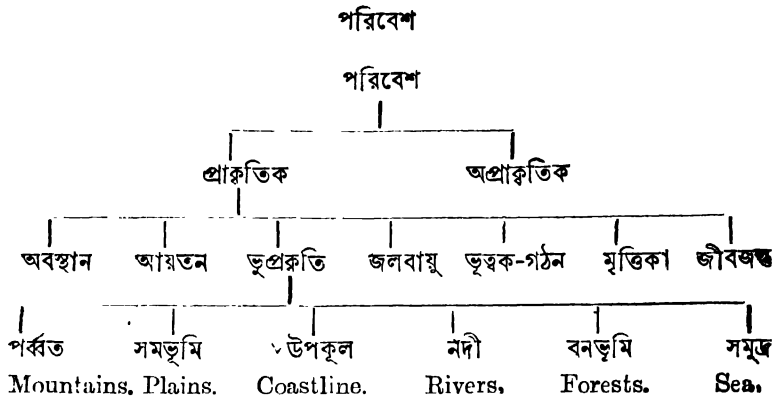 পরিবেশ
পরিবেশ
প্রাকৃতিক অপ্রাকৃতিক
অবস্থান আয়তন ভূপ্রকৃতি জলবায়ু ভূত্বক-গঠন মৃত্তিকা জীবজন্তু
পর্ব্বত সমভূমি উপকূল নদী বনভূমি সমুদ্র
Mountains. Plains. Coastline. Rivers. Forests. Sea.